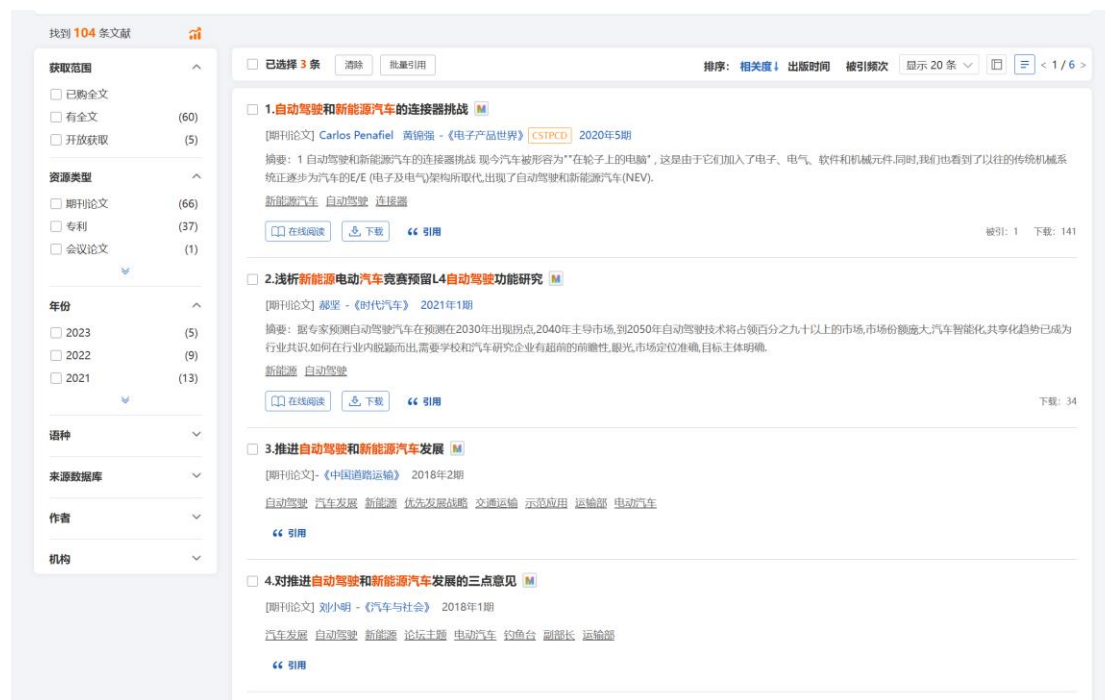 找到 104 条文献
获取范围
已购全文
有全文 (60)
开放获取 (5)
资源类型
期刊论文 (66)
专利 (37)
会议论文 (1)
年份
2023 (5)
2022 (9)
2021 (13)
语种
来源数据库
作者
机构
已选择 3 条 清除 批量引用 排序: 相关度↓ 出版时间 被引频次 显示 20 条 < 1 / 6 >
1.自动驾驶和新能源汽车的连接器挑战 M
[期刊论文] Carlos Penafiel 黄锦强 -《电子产品世界》 CSTPCD 2020年5期
摘要：1 自动驾驶和新能源汽车的连接器挑战 现今汽车被形容为""在轮子上的电脑"，这是由于它们加入了电子、电气、软件和机械元件.同时,我们也看到了以往的传统机械系
统正逐步为汽车的E/E (电子及电气)架构所取代,出现了自动驾驶和新能源汽车(NEV).
新能源汽车 自动驾驶 连接器
在线阅读 下载 引用 被引: 1 下载: 141
2.浅析新能源电动汽车竞赛预留L4自动驾驶功能研究 M
[期刊论文] 郝坚 -《时代汽车》 2021年1期
摘要：据专家预测自动驾驶汽车在预测在2030年出现拐点,2040年主导市场,到2050年自动驾驶技术将占领百分之九十以上的市场,市场份额庞大,汽车智能化,共享化趋势已成为
行业共识.如何在行业内脱颖而出,需要学校和汽车研究企业有超前的前瞻性,眼光,市场定位准确,目标主体明确.
新能源 自动驾驶
在线阅读 下载 引用 下载: 34
3.推进自动驾驶和新能源汽车发展 M
[期刊论文]-《中国道路运输》 2018年2期
自动驾驶 汽车发展 新能源 优先发展战略 交通运输 示范应用 运输部 电动汽车
引用
4.对推进自动驾驶和新能源汽车发展的三点意见 M
[期刊论文] 刘小明 -《汽车与社会》 2018年1期
汽车发展 自动驾驶 新能源 论坛主题 电动汽车 钓鱼台 副部长 运输部
引用